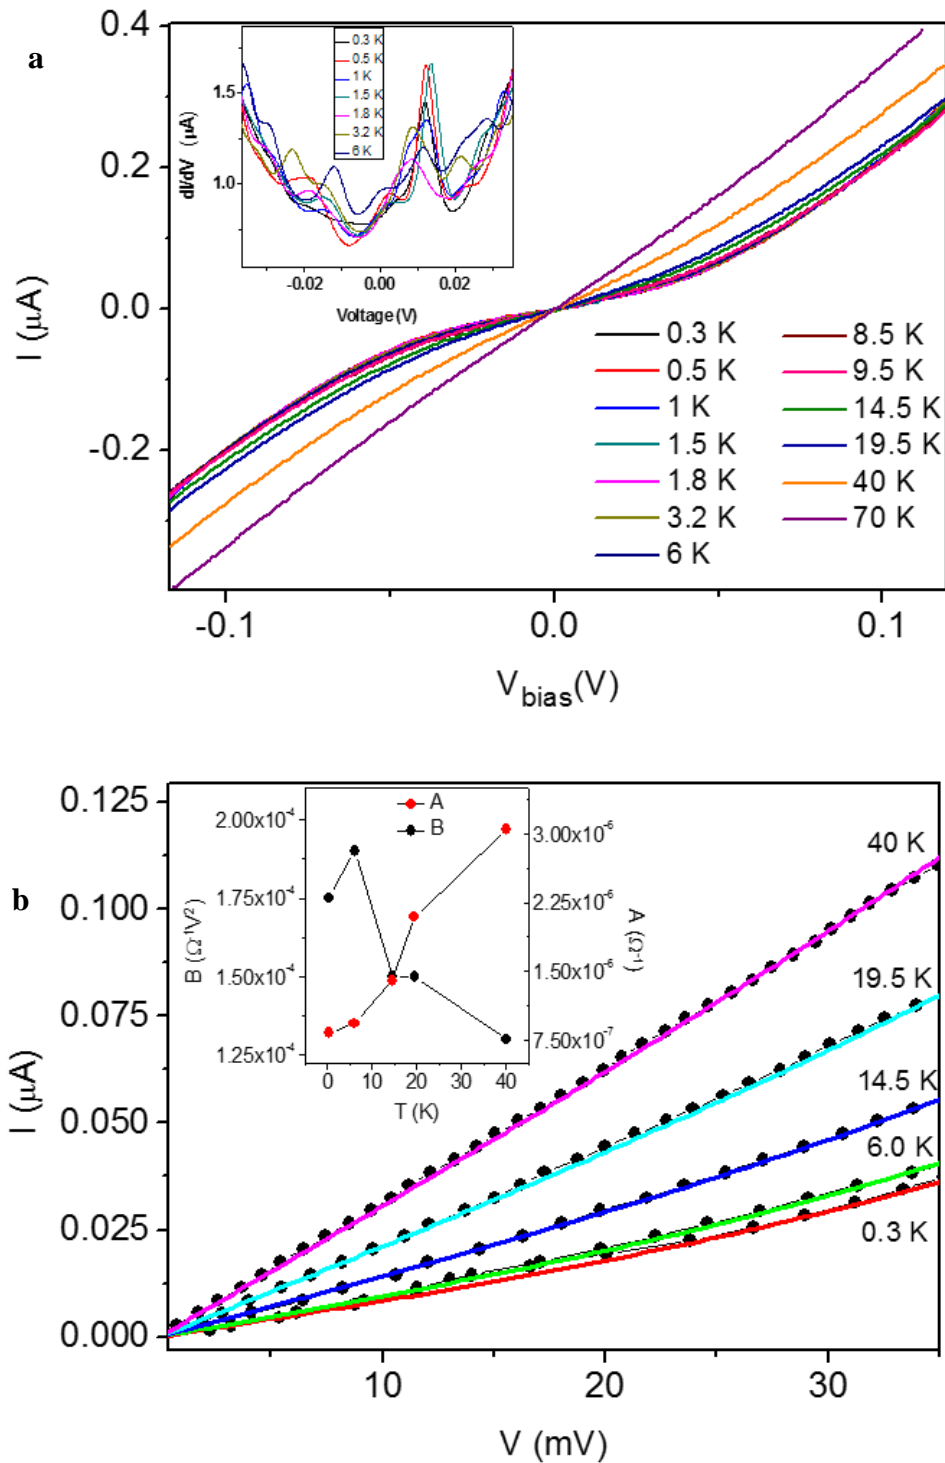 a
0.4
0.2
0.0
-0.2
I (μA)
-0.1
0.0
0.1
Vbias(V)
1.5
1.0
dI/dV (μA)
-0.02
0.00
0.02
Voltage (V)
0.3 K
0.5 K
1 K
1.5 K
1.8 K
3.2 K
6 K
0.3 K
0.5 K
1 K
1.5 K
1.8 K
3.2 K
6 K
8.5 K
9.5 K
14.5 K
19.5 K
40 K
70 K
b
0.125
0.100
0.075
0.050
0.025
0.000
I (μA)
10
20
30
V (mV)
40 K
19.5 K
14.5 K
6.0 K
0.3 K
A
B
2.00x10⁻⁴
1.75x10⁻⁴
1.50x10⁻⁴
1.25x10⁻⁴
B (Ω⁻¹V²)
3.00x10⁻⁶
2.25x10⁻⁶
1.50x10⁻⁶
7.50x10⁻⁷
A (Ω⁻¹)
0
10
20
30
40
T (K)